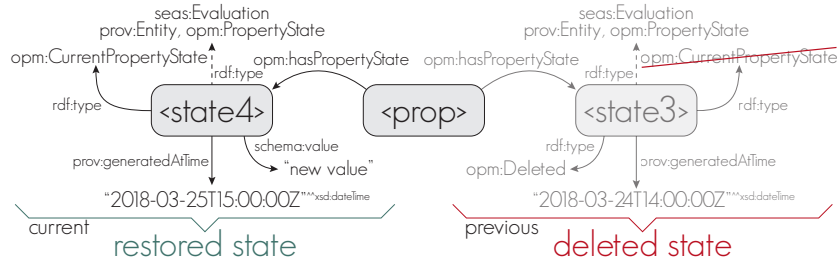 seas:Evaluation
prov:Entity, opm:PropertyState
opm:CurrentPropertyState
opm:hasPropertyState
rdf:type
rdf:type
<state4>
<prop>
schema:value
prov:generatedAtTime
"new value"
"2018-03-25T15:00:00Z"^^xsd:dateTime
current
restored state
seas:Evaluation
prov:Entity, opm:PropertyState
opm:CurrentPropertyState
opm:hasPropertyState
rdf:type
rdf:type
<state3>
rdf:type
prov:generatedAtTime
opm:Deleted
"2018-03-24T14:00:00Z"^^xsd:dateTime
previous
deleted state